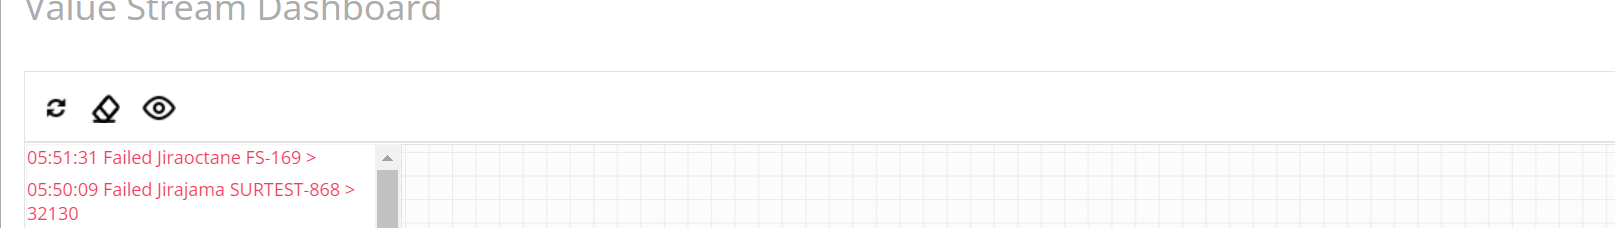 Value Stream Dashboard
05:51:31 Failed Jiraoctane FS-169 >
05:50:09 Failed Jirajama SURTEST-868 >
32130